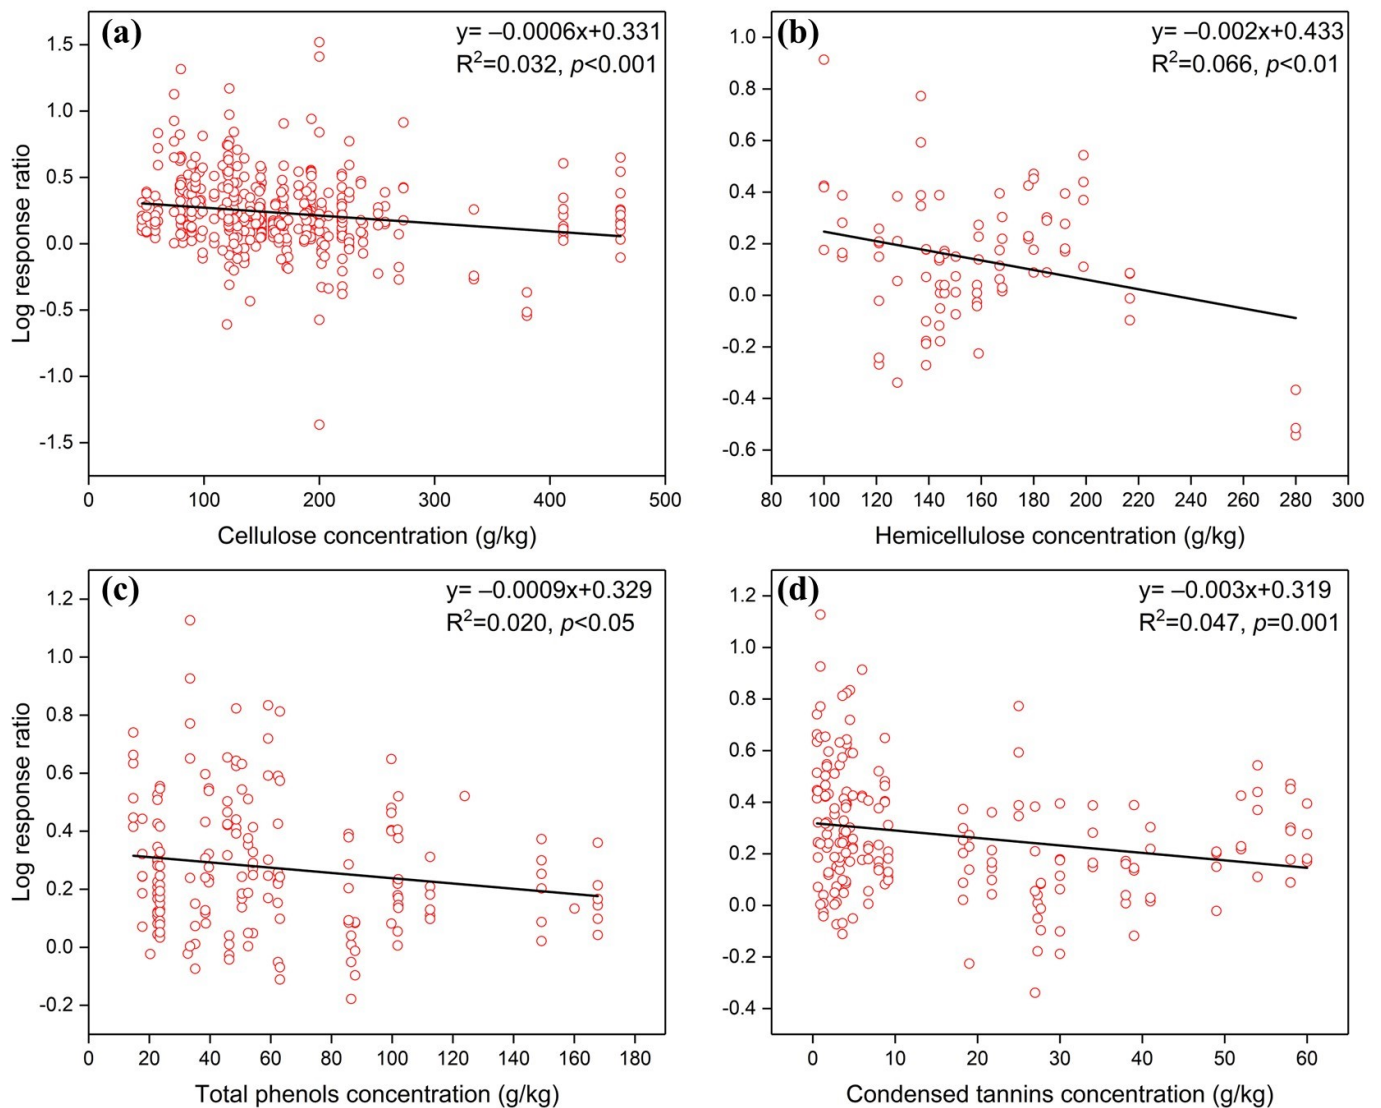 (a)
y= –0.0006x+0.331
R²=0.032, p<0.001
1.5
1.0
0.5
0.0
-0.5
-1.0
-1.5
Log response ratio
0 100 200 300 400 500
Cellulose concentration (g/kg)
(b)
y= –0.002x+0.433
R²=0.066, p<0.01
1.0
0.8
0.6
0.4
0.2
0.0
-0.2
-0.4
-0.6
80 100 120 140 160 180 200 220 240 260 280 300
Hemicellulose concentration (g/kg)
(c)
y= –0.0009x+0.329
R²=0.020, p<0.05
1.2
1.0
0.8
0.6
0.4
0.2
0.0
-0.2
Log response ratio
0 20 40 60 80 100 120 140 160 180
Total phenols concentration (g/kg)
(d)
y= –0.003x+0.319
R²=0.047, p=0.001
1.2
1.0
0.8
0.6
0.4
0.2
0.0
-0.2
-0.4
0 10 20 30 40 50 60
Condensed tannins concentration (g/kg)